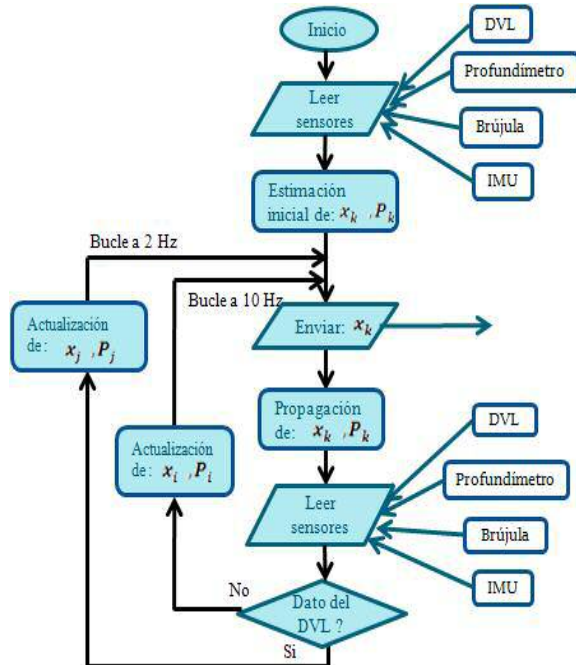 Inicio
DVL
Profundímetro
Brújula
IMU
Leer
sensores
Estimación
inicial de: x_k , P_k
Bucle a 2 Hz
Bucle a 10 Hz
Actualización
de: x_j , P_j
Enviar: x_k
Propagación
de: x_k , P_k
Actualización
de: x_i , P_i
Leer
sensores
DVL
Profundímetro
Brújula
IMU
No
Dato del
DVL ?
Si